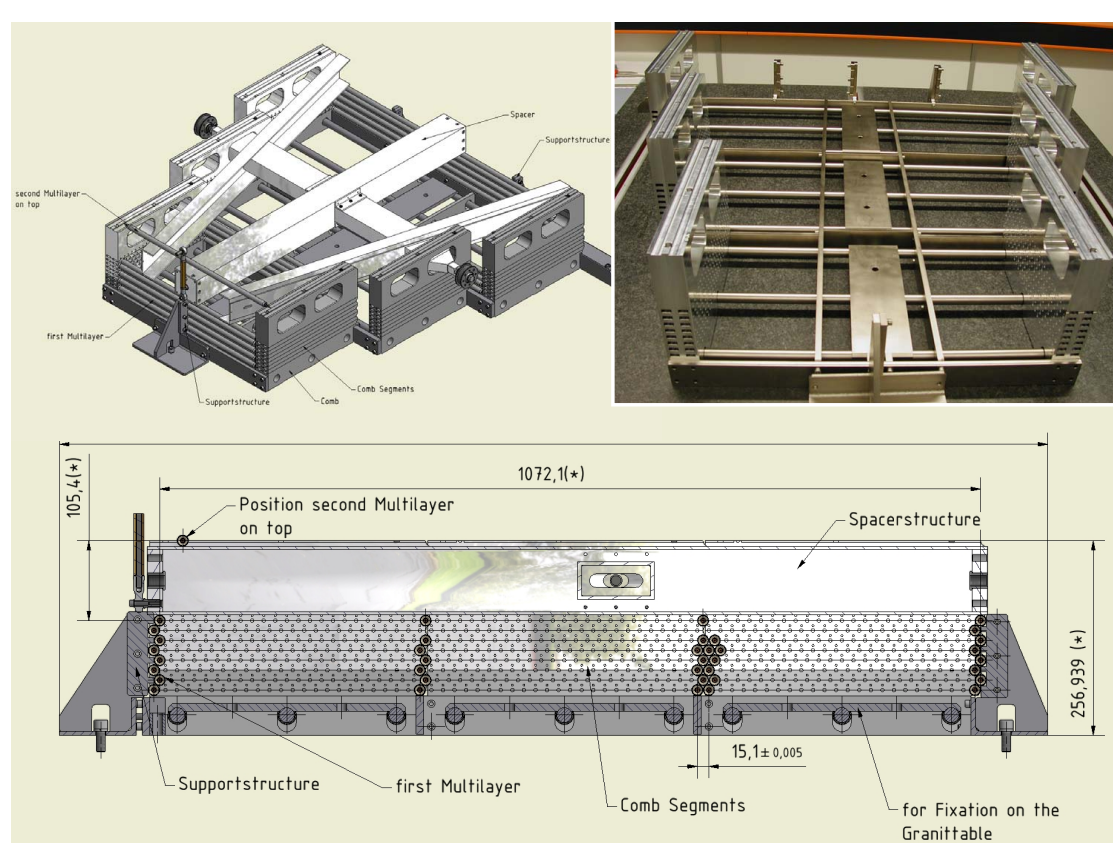 Spacer
Supportstructure
second Multilayer
on top
first Multilayer
Comb Segments
Supportstructure
Comb
1072,1(*)
105,4(*)
Position second Multilayer
on top
Spacerstructure
256,939 (*)
15,1± 0,005
Supportstructure
first Multilayer
Comb Segments
for Fixation on the
Granittable